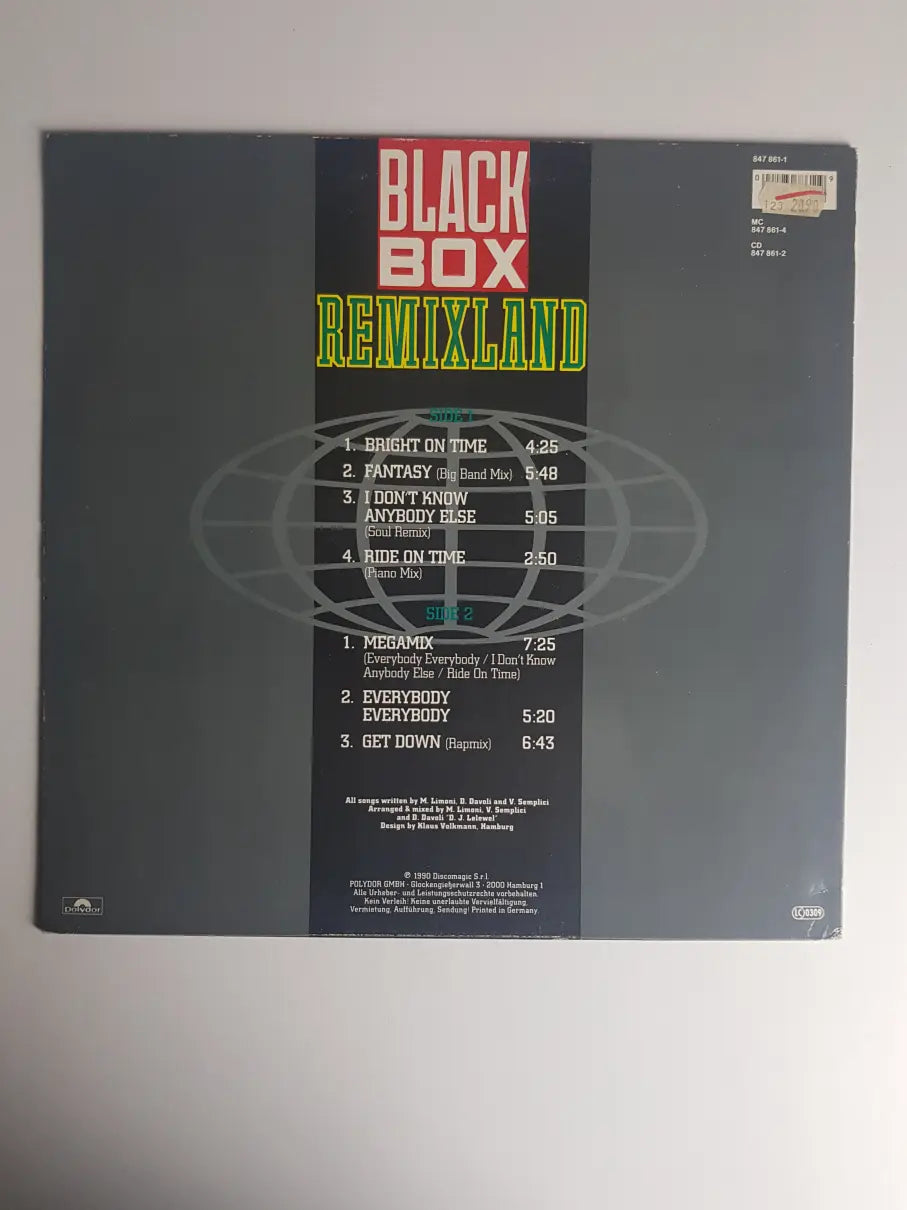 BLACK
BOX
REMIXLAND
847 861-1
0 9
123 2090
MC
847 861-4
CD
847 861-2
SIDE 1
1. BRIGHT ON TIME 4:25
2. FANTASY (Big Band Mix) 5:48
3. I DON'T KNOW
ANYBODY ELSE 5:05
(Soul Remix)
4. RIDE ON TIME 2:50
(Piano Mix)
SIDE 2
1. MEGAMIX 7:25
(Everybody Everybody / I Don't Know
Anybody Else / Ride On Time)
2. EVERYBODY
EVERYBODY 5:20
3. GET DOWN (Rapmix) 6:43
All songs written by M. Limoni, D. Davoli and V. Semplici
Arranged & mixed by M. Limoni, V. Semplici
and D. Davoli "D. J. Lelewel"
Design by Klaus Volkmann, Hamburg
℗ 1990 Discomagic S.r.l.
POLYDOR GMBH · Glockengießerwall 3 · 2000 Hamburg 1
Alle Urheber- und Leistungsschutzrechte vorbehalten.
Kein Verleih! Keine unerlaubte Vervielfältigung,
Vermietung, Aufführung, Sendung! Printed in Germany.
Polydor
LC 0309